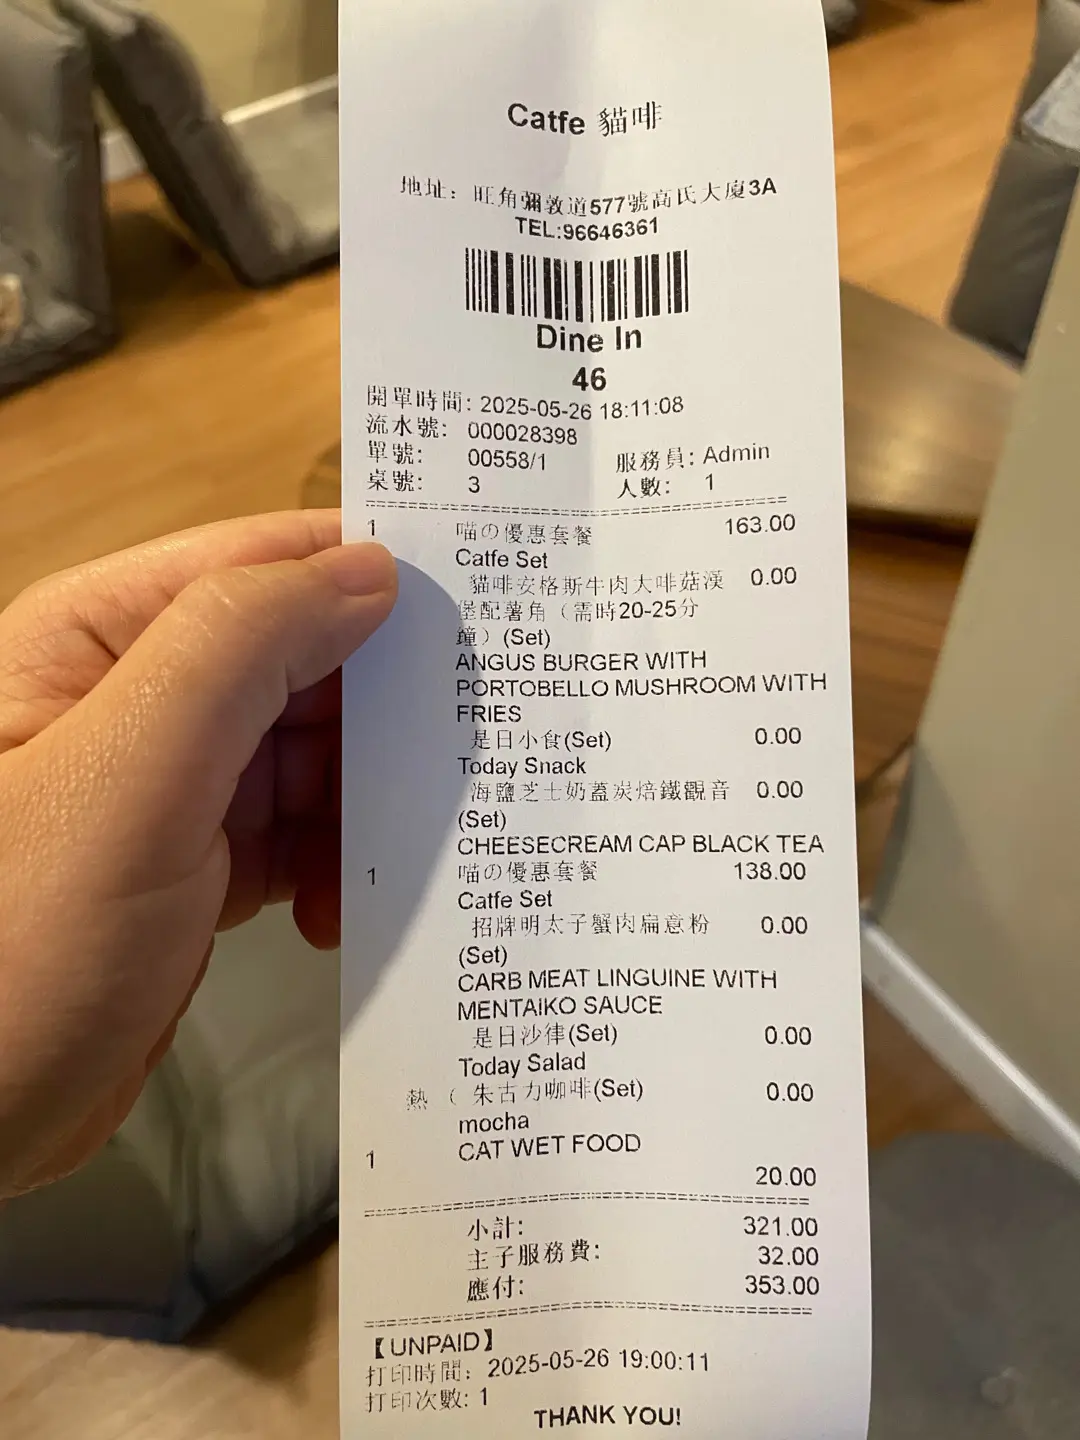 Catfe 貓啡
地址: 旺角彌敦道577號高氏大廈3A
TEL:96646361
Dine In
46
開單時間: 2025-05-26 18:11:08
流水號: 000028398
單號: 00558/1 服務員: Admin
桌號: 3 人數: 1
1 喵の優惠套餐 163.00
Catfe Set
貓啡安格斯牛肉大啡菇漢 0.00
堡配薯角（需時20-25分
鐘）(Set)
ANGUS BURGER WITH
PORTOBELLO MUSHROOM WITH
FRIES
是日小食(Set) 0.00
Today Snack
海鹽芝士奶蓋炭焙鐵觀音 0.00
(Set)
CHEESECREAM CAP BLACK TEA
1 喵の優惠套餐 138.00
Catfe Set
招牌明太子蟹肉扁意粉 0.00
(Set)
CARB MEAT LINGUINE WITH
MENTAIKO SAUCE
是日沙律(Set) 0.00
Today Salad
熱（ 朱古力咖啡(Set) 0.00
mocha
1 CAT WET FOOD
20.00
小計: 321.00
主子服務費: 32.00
應付: 353.00
【UNPAID】
打印時間: 2025-05-26 19:00:11
打印次數: 1
THANK YOU!